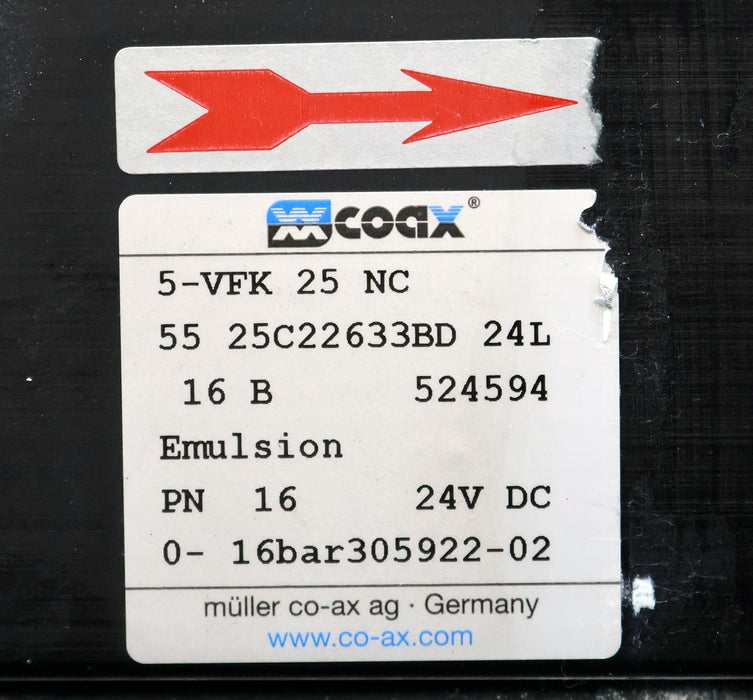 coax®
5-VFK 25 NC
55 25C22633BD 24L
16 B 524594
Emulsion
PN 16 24V DC
0- 16bar305922-02
müller co-ax ag · Germany
www.co-ax.com